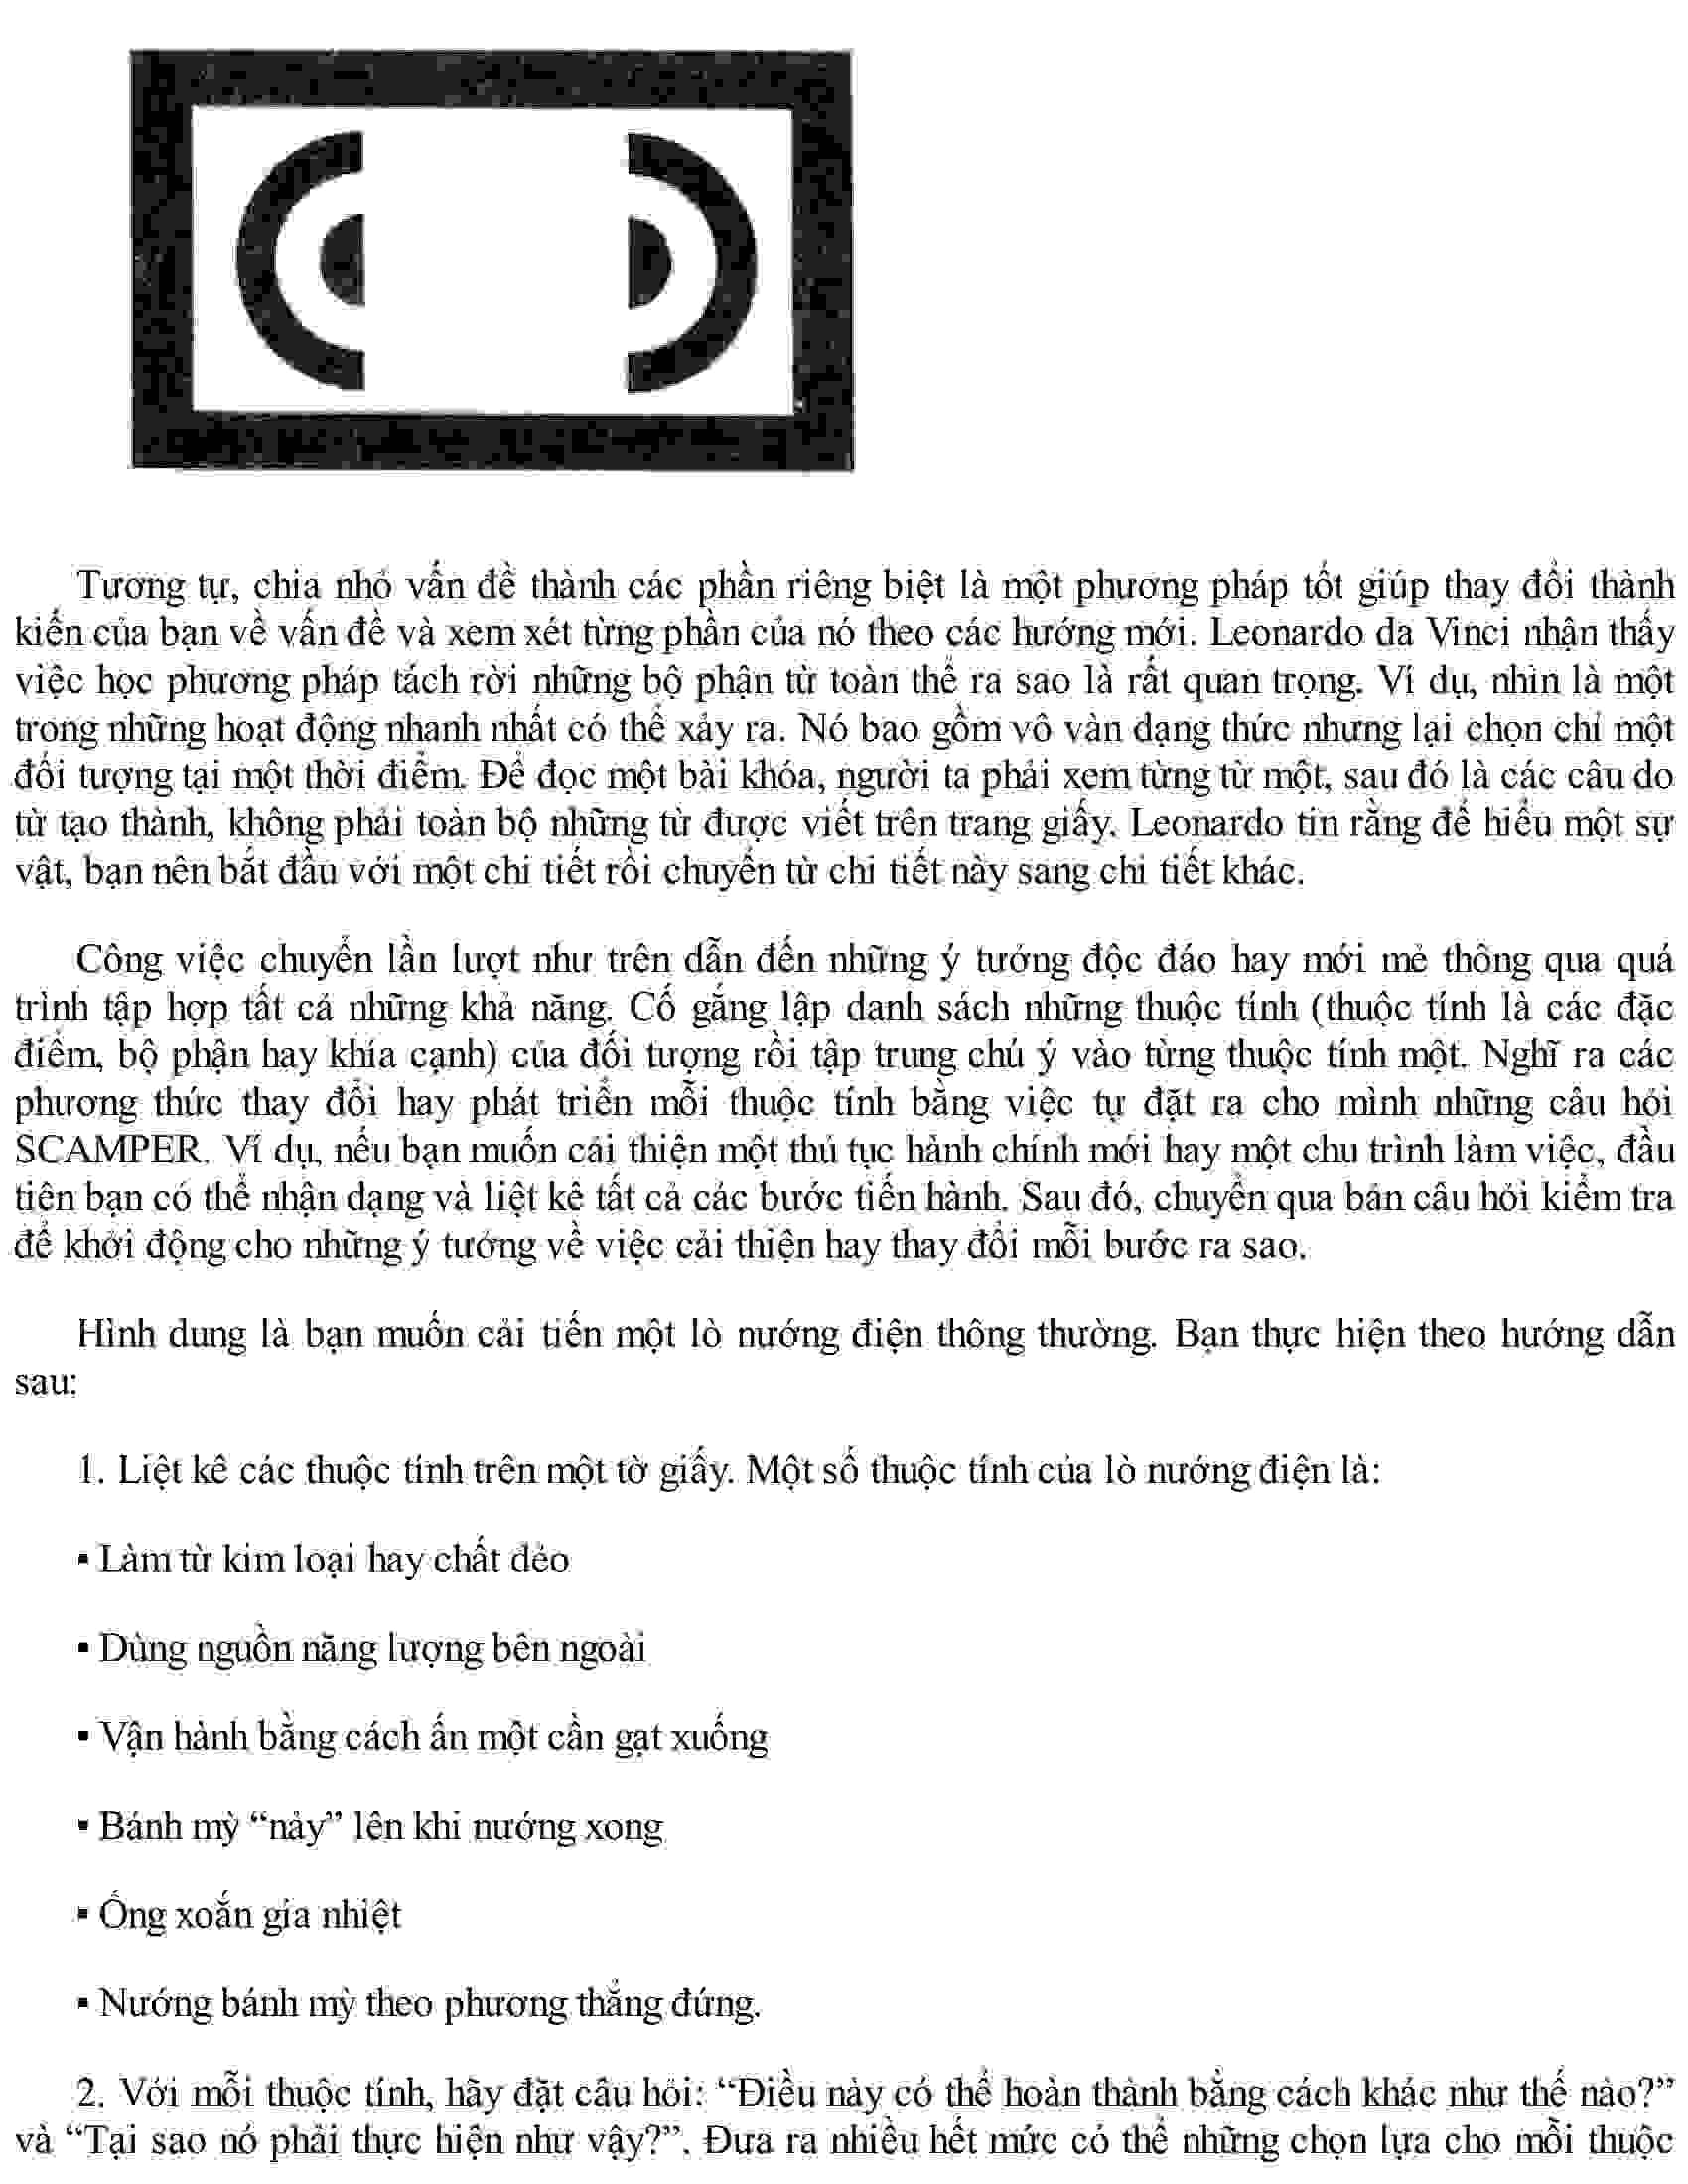 Tương tự, chia nhỏ vấn đề thành các phần riêng biệt là một phương pháp tốt giúp thay đổi thành
kiến của bạn về vấn đề và xem xét từng phần của nó theo các hướng mới. Leonardo da Vinci nhận thấy
việc học phương pháp tách rời những bộ phận từ toàn thể ra sao là rất quan trọng. Ví dụ, nhìn là một
trong những hoạt động nhanh nhất có thể xảy ra. Nó bao gồm vô vàn dạng thức nhưng lại chọn chỉ một
đối tượng tại một thời điểm. Để đọc một bài khóa, người ta phải xem từng từ một, sau đó là các câu do
từ tạo thành, không phải toàn bộ những từ được viết trên trang giấy. Leonardo tin rằng để hiểu một sự
vật, bạn nên bắt đầu với một chi tiết rồi chuyển từ chi tiết này sang chi tiết khác.
Công việc chuyển lần lượt như trên dẫn đến những ý tưởng độc đáo hay mới mẻ thông qua quá
trình tập hợp tất cả những khả năng. Cố gắng lập danh sách những thuộc tính (thuộc tính là các đặc
điểm, bộ phận hay khía cạnh) của đối tượng rồi tập trung chú ý vào từng thuộc tính một. Nghĩ ra các
phương thức thay đổi hay phát triển mỗi thuộc tính bằng việc tự đặt ra cho mình những câu hỏi
SCAMPER. Ví dụ, nếu bạn muốn cải thiện một thủ tục hành chính mới hay một chu trình làm việc, đầu
tiên bạn có thể nhận dạng và liệt kê tất cả các bước tiến hành. Sau đó, chuyển qua bản câu hỏi kiểm tra
để khởi động cho những ý tưởng về việc cải thiện hay thay đổi mỗi bước ra sao.
Hình dung là bạn muốn cải tiến một lò nướng điện thông thường. Bạn thực hiện theo hướng dẫn
sau:
1. Liệt kê các thuộc tính trên một tờ giấy. Một số thuộc tính của lò nướng điện là:
▪ Làm từ kim loại hay chất dẻo
▪ Dùng nguồn năng lượng bên ngoài
▪ Vận hành bằng cách ấn một cần gạt xuống
▪ Bánh mỳ “nảy” lên khi nướng xong
▪ Ống xoắn gia nhiệt
▪ Nướng bánh mỳ theo phương thẳng đứng.
2. Với mỗi thuộc tính, hãy đặt câu hỏi: “Điều này có thể hoàn thành bằng cách khác như thế nào?”
và “Tại sao nó phải thực hiện như vậy?”. Đưa ra nhiều hết mức có thể những chọn lựa cho mỗi thuộc